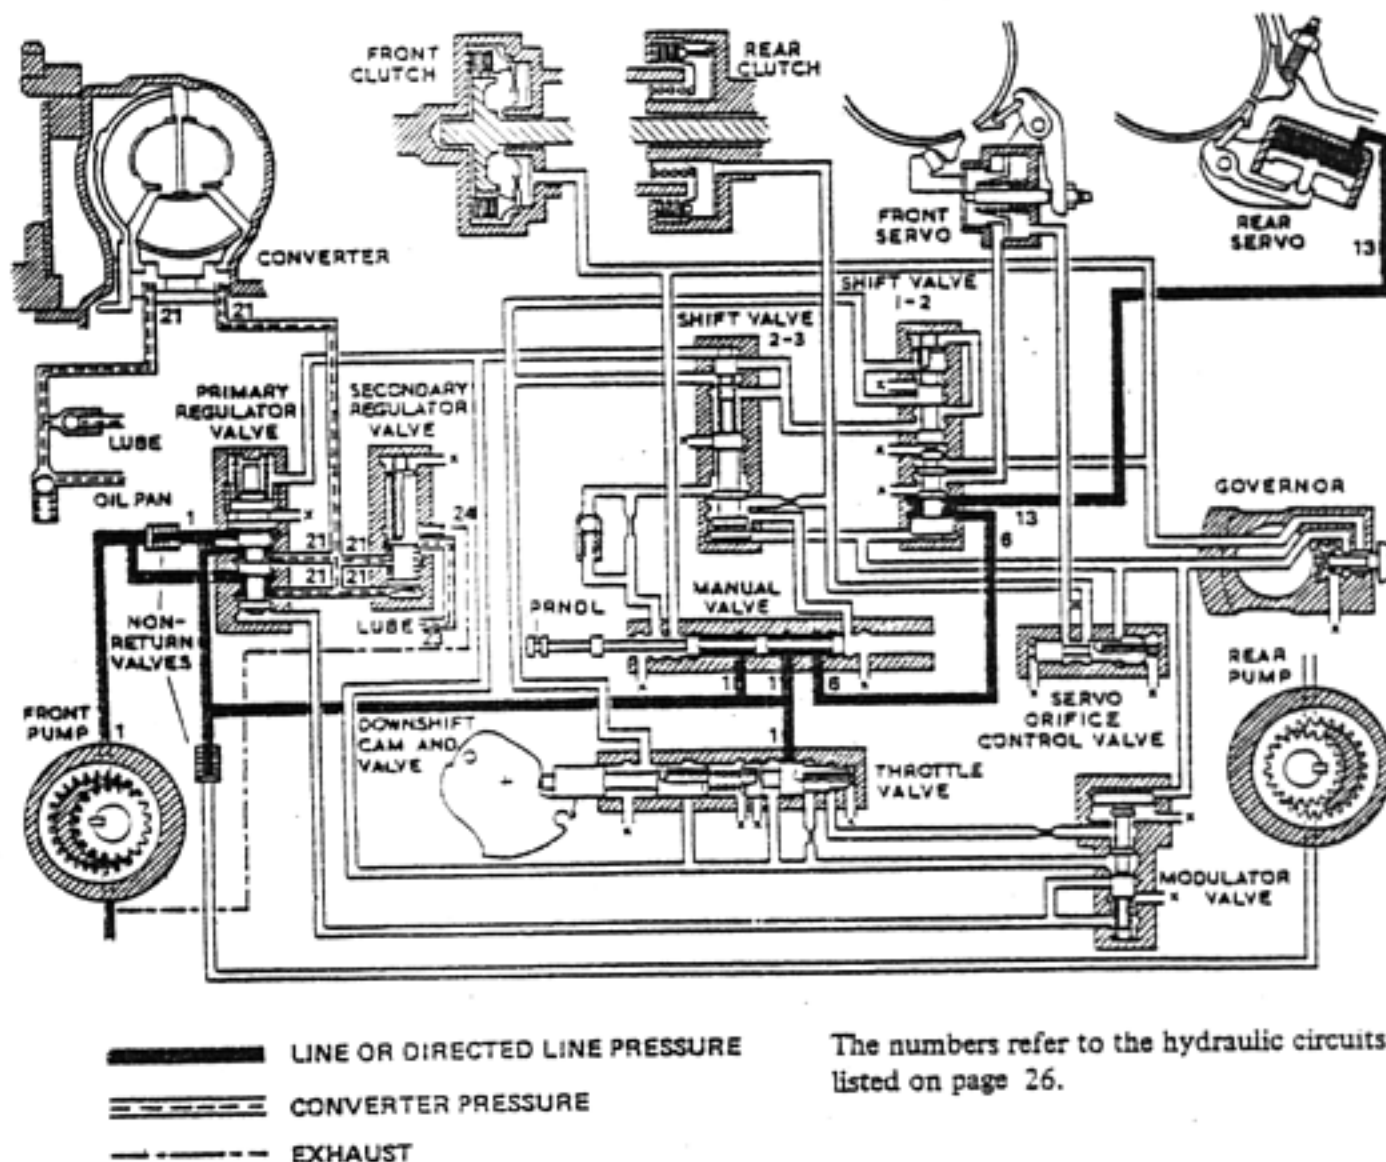 FRONT
CLUTCH
REAR
CLUTCH
FRONT
SERVO
REAR
SERVO
13
CONVERTER
21
21
SHIFT VALVE
1-2
SHIFT VALVE
2-3
PRIMARY
REGULATOR
VALVE
SECONDARY
REGULATOR
VALVE
LUBE
x
x
x
x
x
OIL PAN
1
x
24
21
21
21
21
GOVERNOR
13
6
NON-
RETURN
VALVES
LUBE
PRNDL
MANUAL
VALVE
x
x
x
1
1
6
x
x
SERVO
ORIFICE
CONTROL VALVE
REAR
PUMP
FRONT
PUMP
1
DOWNSHIFT
CAM AND
VALVE
1
THROTTLE
VALVE
x
x
x
x
x
MODULATOR
VALVE
x
LINE OR DIRECTED LINE PRESSURE
CONVERTER PRESSURE
EXHAUST
The numbers refer to the hydraulic circuits
listed on page 26.